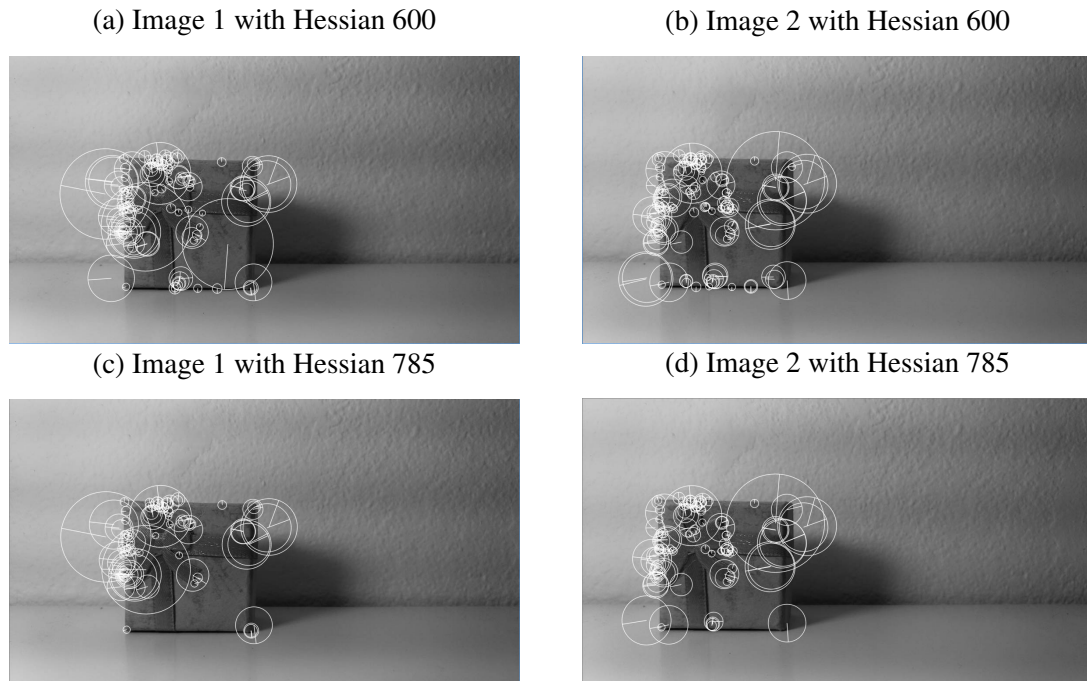 (a) Image 1 with Hessian 600
(b) Image 2 with Hessian 600
(c) Image 1 with Hessian 785
(d) Image 2 with Hessian 785